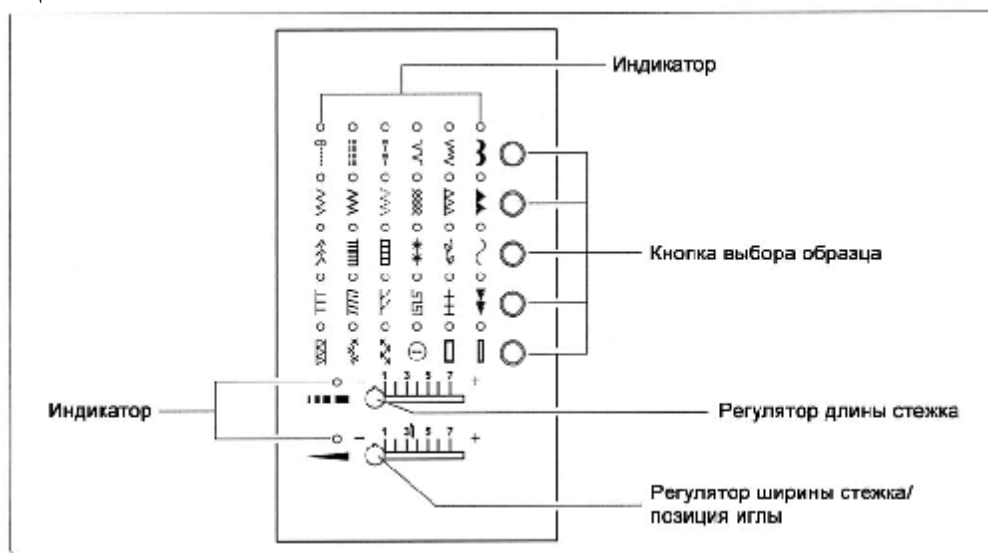 Индикатор
Кнопка выбора образца
1 3 5 7
- +
Индикатор
Регулятор длины стежка
- 1 3 5 7 +
Регулятор ширины стежка/
позиция иглы